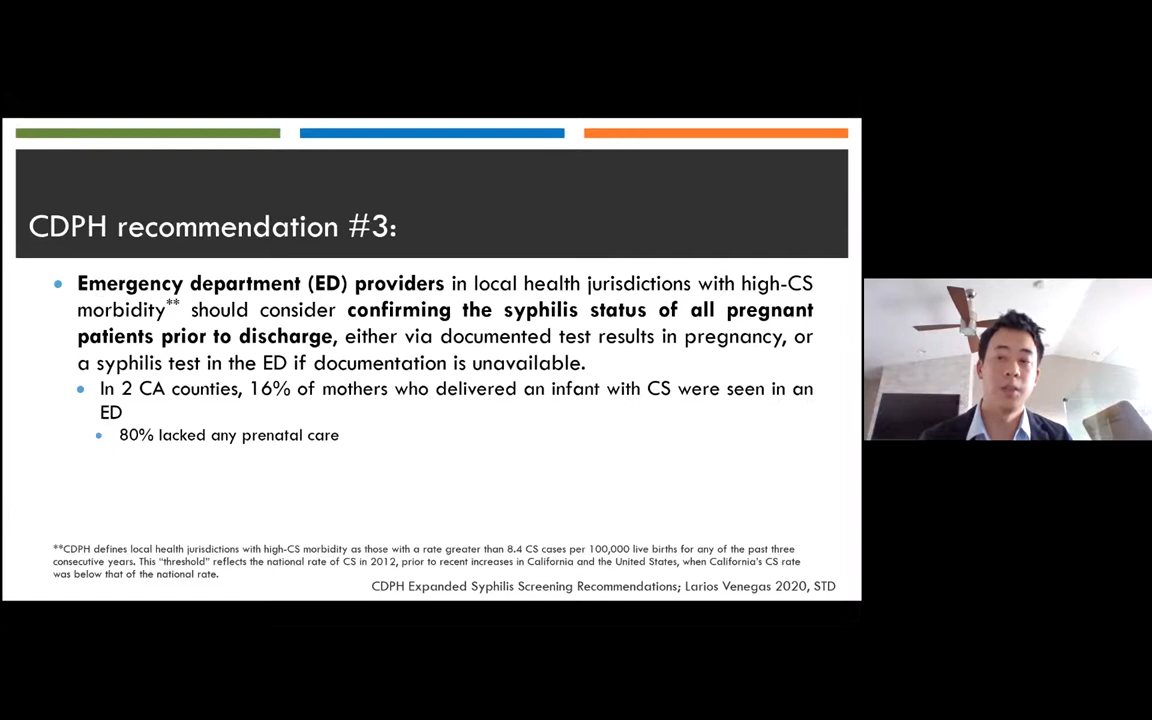 CDPH recommendation #3:
• Emergency department (ED) providers in local health jurisdictions with high-CS
morbidity** should consider confirming the syphilis status of all pregnant
patients prior to discharge, either via documented test results in pregnancy, or
a syphilis test in the ED if documentation is unavailable.
• In 2 CA counties, 16% of mothers who delivered an infant with CS were seen in an
ED
• 80% lacked any prenatal care
**CDPH defines local health jurisdictions with high-CS morbidity as those with a rate greater than 8.4 CS cases per 100,000 live births for any of the past three
consecutive years. This “threshold” reflects the national rate of CS in 2012, prior to recent increases in California and the United States, when California's CS rate
was below that of the national rate.
CDPH Expanded Syphilis Screening Recommendations; Larios Venegas 2020, STD